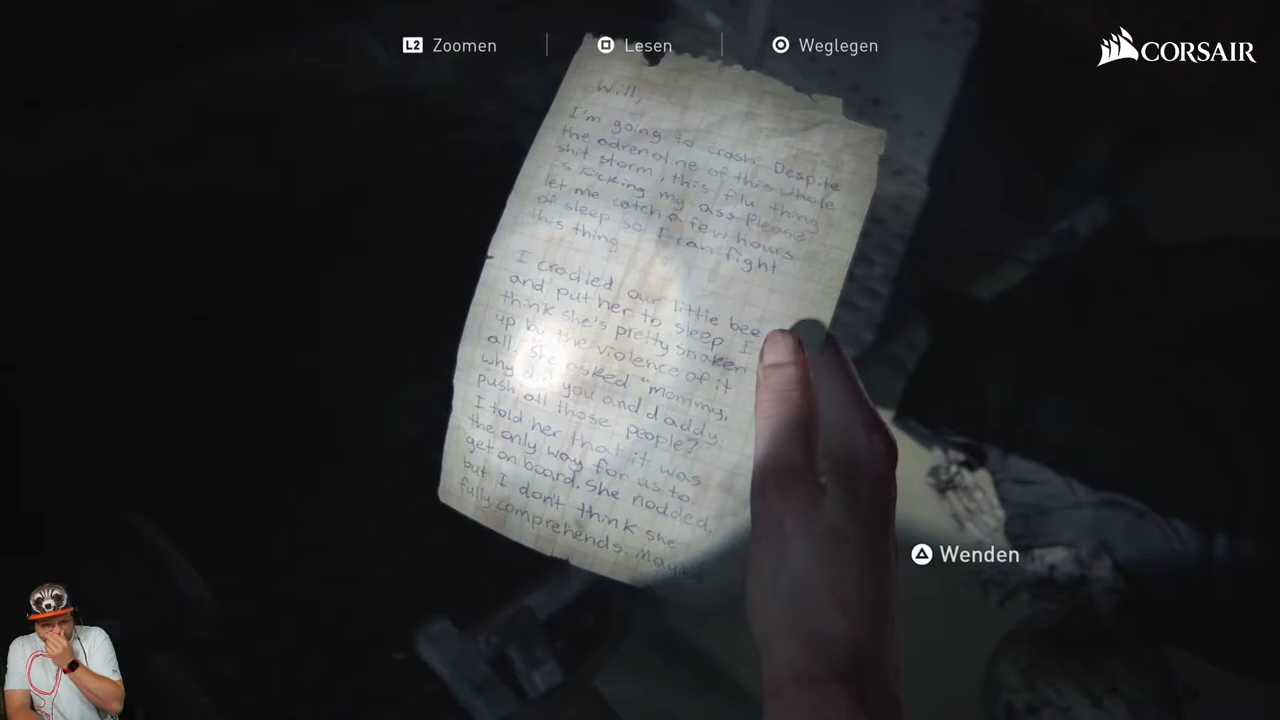 L2 Zoomen
Lesen
Weglegen
CORSAIR
Will,
I'm going to crash. Despite
the adrenaline of this whole
shit storm, this flu thing
is kicking my ass. Please
let me catch a few hours
of sleep so I can fight
this thing
I cradled our little bee
and put her to sleep I
think she's pretty shaken
up by the violence of it
all. She asked "mommy,
why did you and daddy
push all those people?
I told her that it was
the only way for us to
get on board. She nodded,
but I don't think she
fully comprehends. Maybe
Wenden